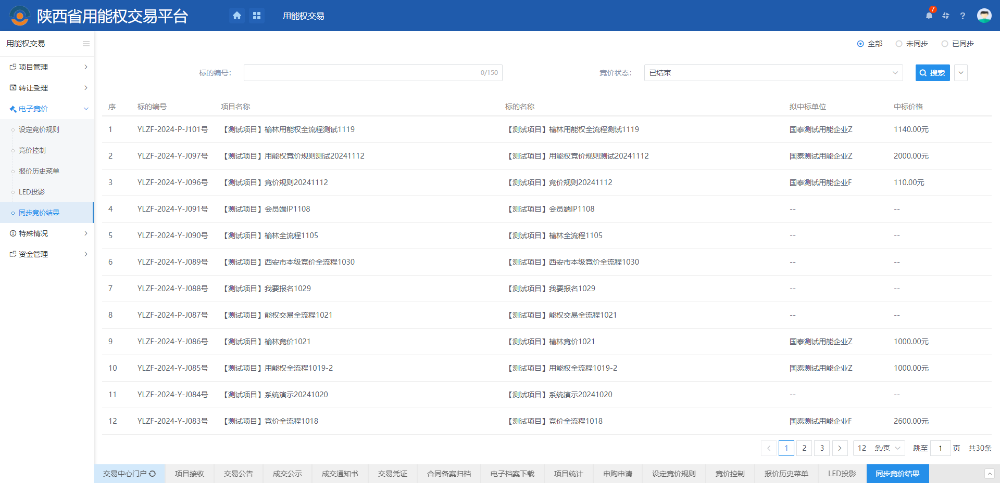 陕西省用能权交易平台
用能权交易
7
?
用能权交易
项目管理
转让受理
电子竞价
设定竞价规则
竞价控制
报价历史菜单
LED投影
同步竞价结果
特殊情况
资金管理
全部 未同步 已同步
标的编号： 0/150 竞价状态： 已结束 搜索
序 标的编号 项目名称 标的名称 拟中标单位 中标价格
1 YLZF-2024-P-J101号 【测试项目】榆林用能权全流程测试1119 【测试项目】榆林用能权全流程测试1119 国泰测试用能企业Z 1140.00元
2 YLZF-2024-Y-J097号 【测试项目】用能权竞价规则测试20241112 【测试项目】用能权竞价规则测试20241112 国泰测试用能企业Z 2000.00元
3 YLZF-2024-Y-J096号 【测试项目】竞价规则20241112 【测试项目】竞价规则20241112 国泰测试用能企业F 110.00元
4 YLZF-2024-Y-J091号 【测试项目】会员端IP1108 【测试项目】会员端IP1108 -- --
5 YLZF-2024-Y-J090号 【测试项目】榆林全流程1105 【测试项目】榆林全流程1105 -- --
6 YLZF-2024-Y-J089号 【测试项目】西安市本级竞价全流程1030 【测试项目】西安市本级竞价全流程1030 -- --
7 YLZF-2024-Y-J088号 【测试项目】我要报名1029 【测试项目】我要报名1029 -- --
8 YLZF-2024-P-J087号 【测试项目】能权交易全流程1021 【测试项目】能权交易全流程1021 -- --
9 YLZF-2024-Y-J086号 【测试项目】榆林竞价1021 【测试项目】榆林竞价1021 国泰测试用能企业Z 1000.00元
10 YLZF-2024-Y-J085号 【测试项目】用能权全流程1019-2 【测试项目】用能权全流程1019-2 国泰测试用能企业Z 1000.00元
11 YLZF-2024-Y-J084号 【测试项目】系统演示20241020 【测试项目】系统演示20241020 -- --
12 YLZF-2024-Y-J083号 【测试项目】竞价全流程1018 【测试项目】竞价全流程1018 国泰测试用能企业F 2600.00元
1 2 3 12 条/页 跳至 1 页 共30条
交易中心门户 项目接收 交易公告 成交公示 成交通知书 交易凭证 合同备案归档 电子档案下载 项目统计 申购申请 设定竞价规则 竞价控制 报价历史菜单 LED投影 同步竞价结果